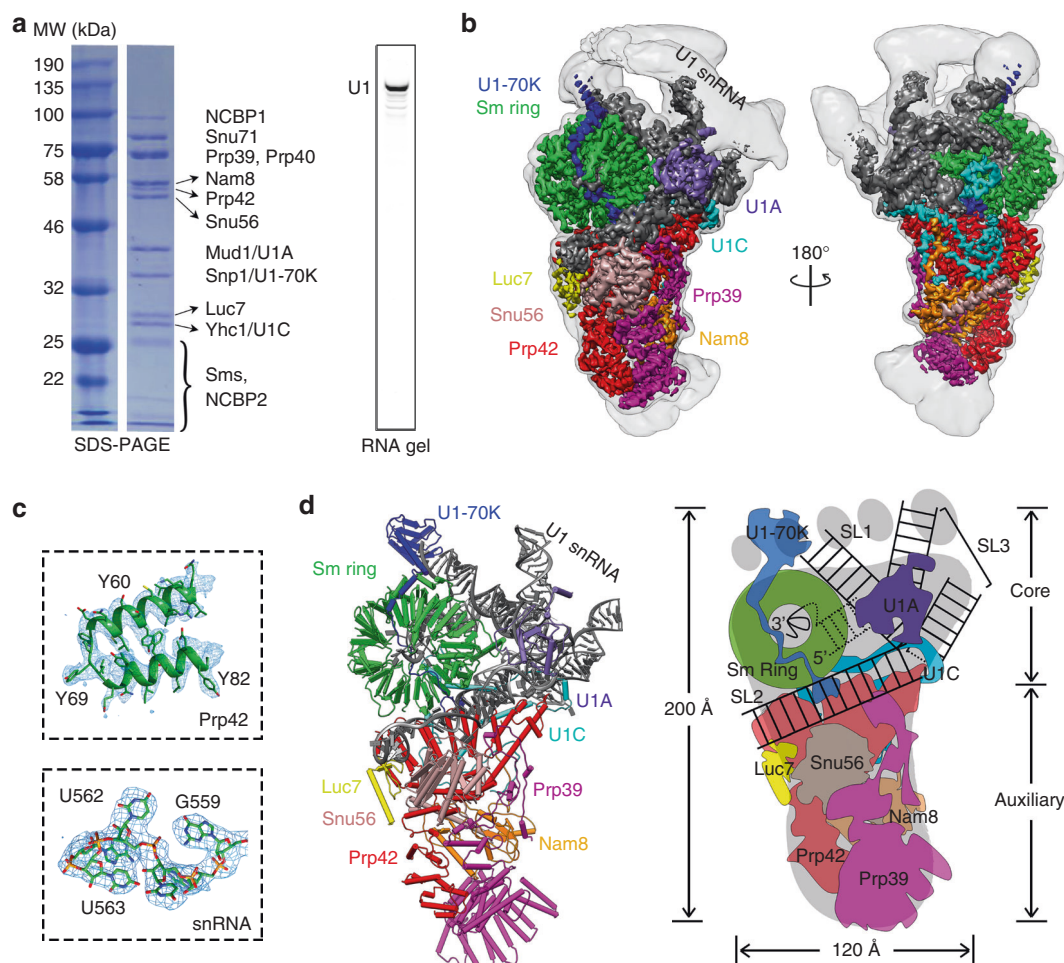 a
MW (kDa)
190
135
100
75
58
46
32
25
22
NCBP1
Snu71
Prp39, Prp40
Nam8
Prp42
Snu56
Mud1/U1A
Snp1/U1-70K
Luc7
Yhc1/U1C
Sms,
NCBP2
SDS-PAGE
U1
RNA gel
b
U1-70K
Sm ring
U1 snRNA
U1A
U1C
Luc7
Snu56
Prp42
Prp39
Nam8
180°
c
Y60
Y69
Y82
Prp42
U562
G559
U563
snRNA
d
U1-70K
U1 snRNA
Sm ring
U1A
U1C
Luc7
Snu56
Prp39
Nam8
Prp42
200 Å
U1-70K
SL1
SL3
U1A
3'
5'
Sm Ring
U1C
SL2
Luc7
Snu56
Nam8
Prp42
Prp39
Core
Auxiliary
120 Å